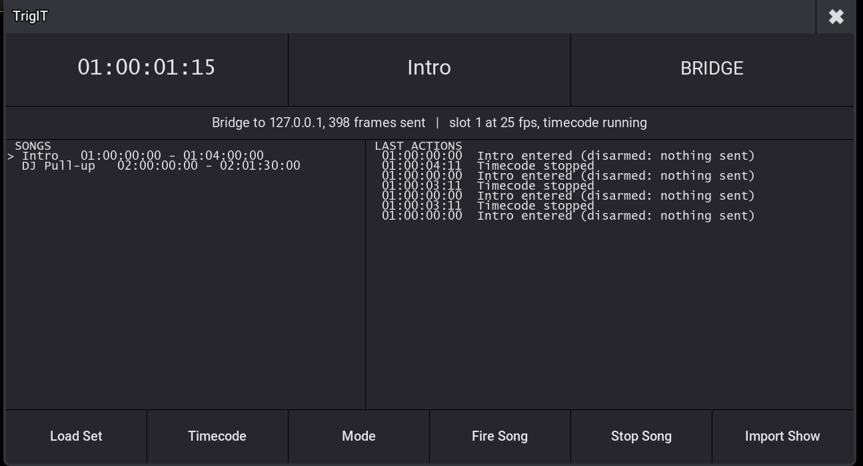 TrigIT
01:00:01:15
Intro
BRIDGE
Bridge to 127.0.0.1, 398 frames sent | slot 1 at 25 fps, timecode running
SONGS
> Intro 01:00:00:00 - 01:04:00:00
DJ Pull-up 02:00:00:00 - 02:01:30:00
LAST ACTIONS
01:00:00:00 Intro entered (disarmed: nothing sent)
01:00:04:11 Timecode stopped
01:00:00:00 Intro entered (disarmed: nothing sent)
01:00:03:11 Timecode stopped
01:00:00:00 Intro entered (disarmed: nothing sent)
01:00:03:11 Timecode stopped
01:00:00:00 Intro entered (disarmed: nothing sent)
Load Set
Timecode
Mode
Fire Song
Stop Song
Import Show